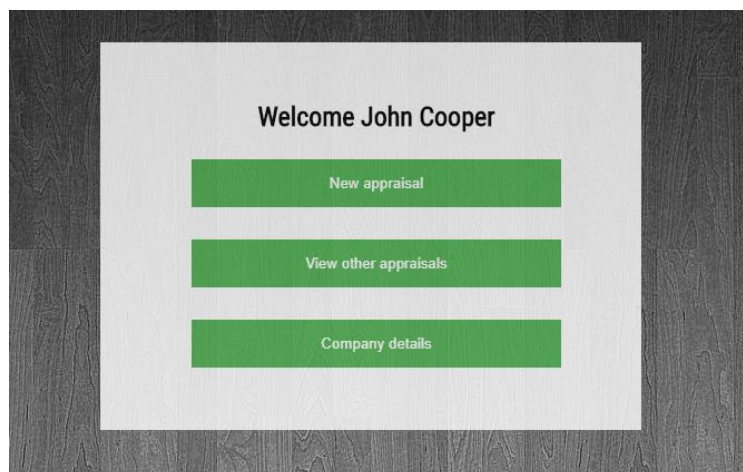 Welcome John Cooper
New appraisal
View other appraisals
Company details